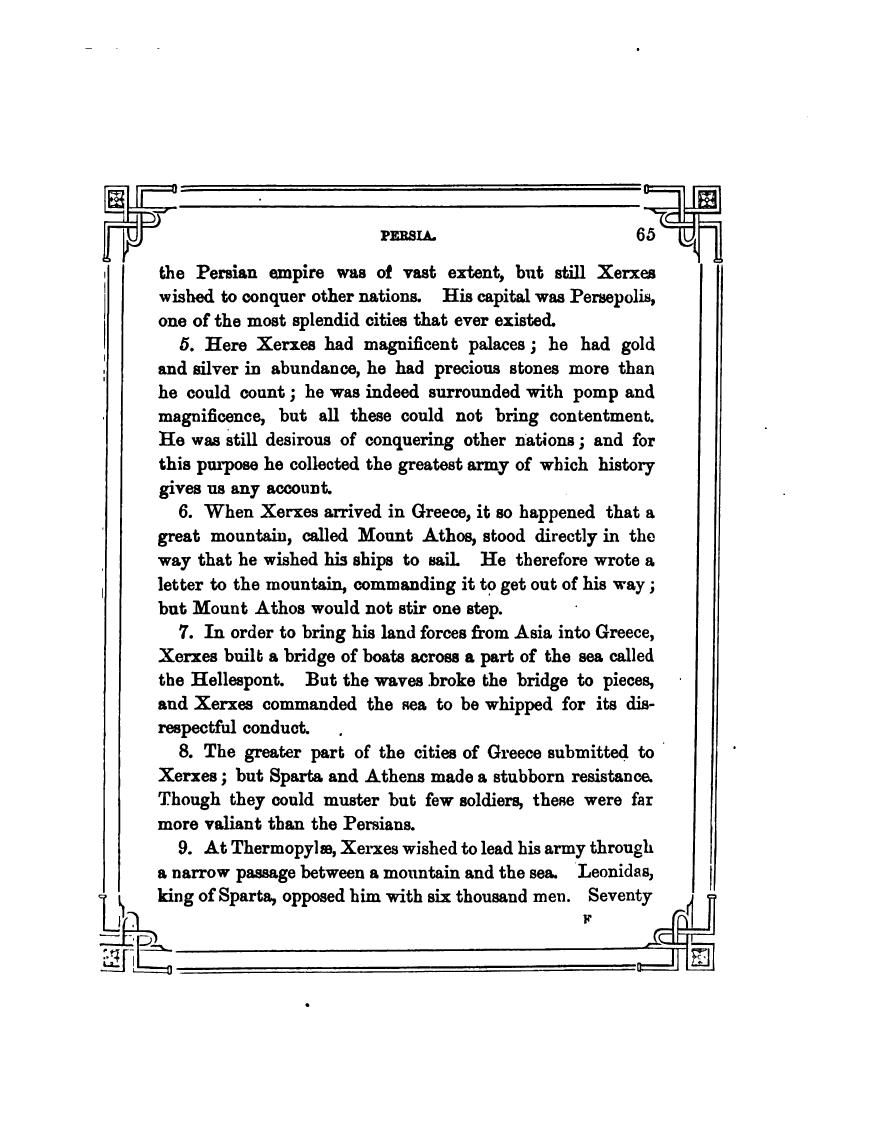 PERSIA. 65
the Persian empire was of vast extent, but still Xerxes
wished to conquer other nations. His capital was Persepolis,
one of the most splendid cities that ever existed.
5. Here Xerxes had magnificent palaces; he had gold
and silver in abundance, he had precious stones more than
he could count; he was indeed surrounded with pomp and
magnificence, but all these could not bring contentment.
He was still desirous of conquering other nations; and for
this purpose he collected the greatest army of which history
gives us any account.
6. When Xerxes arrived in Greece, it so happened that a
great mountain, called Mount Athos, stood directly in the
way that he wished his ships to sail. He therefore wrote a
letter to the mountain, commanding it to get out of his way;
but Mount Athos would not stir one step.
7. In order to bring his land forces from Asia into Greece,
Xerxes built a bridge of boats across a part of the sea called
the Hellespont. But the waves broke the bridge to pieces,
and Xerxes commanded the sea to be whipped for its dis-
respectful conduct.
8. The greater part of the cities of Greece submitted to
Xerxes; but Sparta and Athens made a stubborn resistance.
Though they could muster but few soldiers, these were far
more valiant than the Persians.
9. At Thermopylæ, Xerxes wished to lead his army through
a narrow passage between a mountain and the sea. Leonidas,
king of Sparta, opposed him with six thousand men. Seventy
F